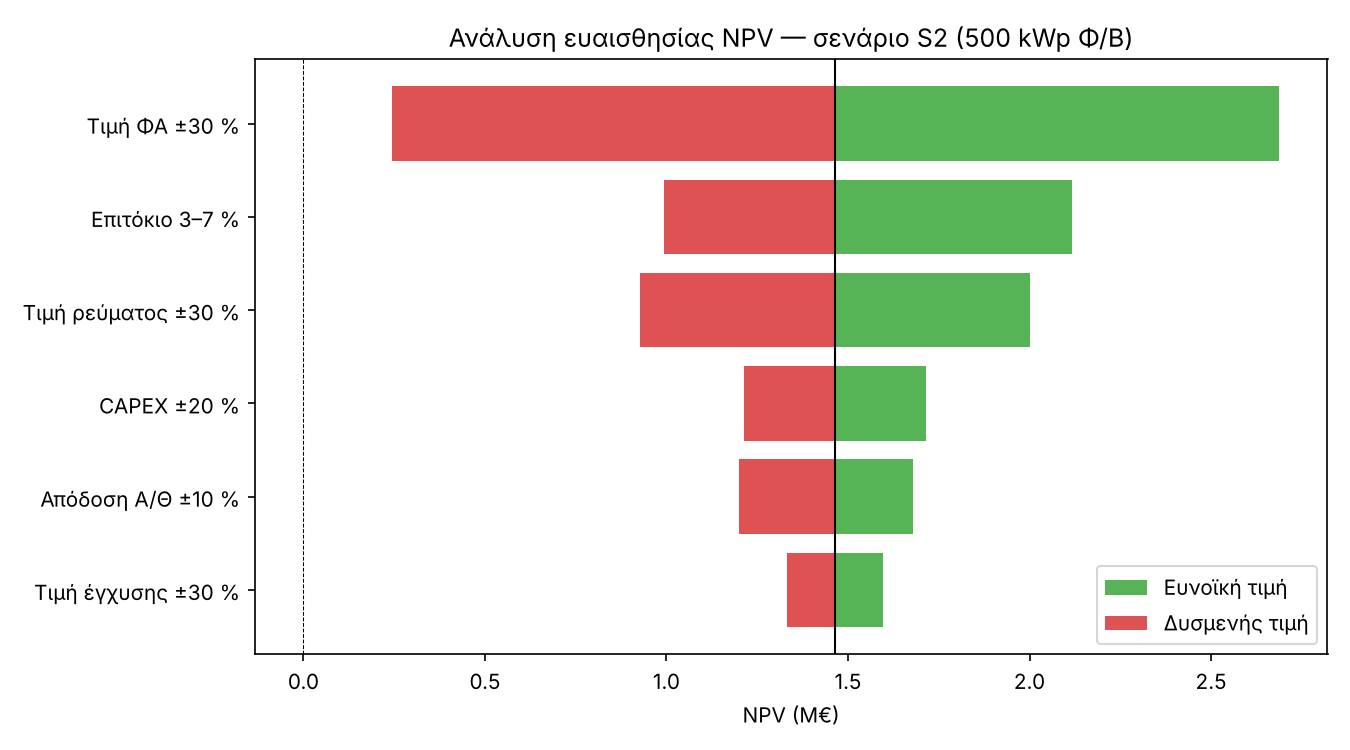 Ανάλυση ευαισθησίας NPV — σενάριο S2 (500 kWp Φ/Β)
Τιμή ΦΑ ±30 %
Επιτόκιο 3–7 %
Τιμή ρεύματος ±30 %
CAPEX ±20 %
Απόδοση Α/Θ ±10 %
Τιμή έγχυσης ±30 %
Ευνοϊκή τιμή
Δυσμενής τιμή
0.0 0.5 1.0 1.5 2.0 2.5
NPV (M€)